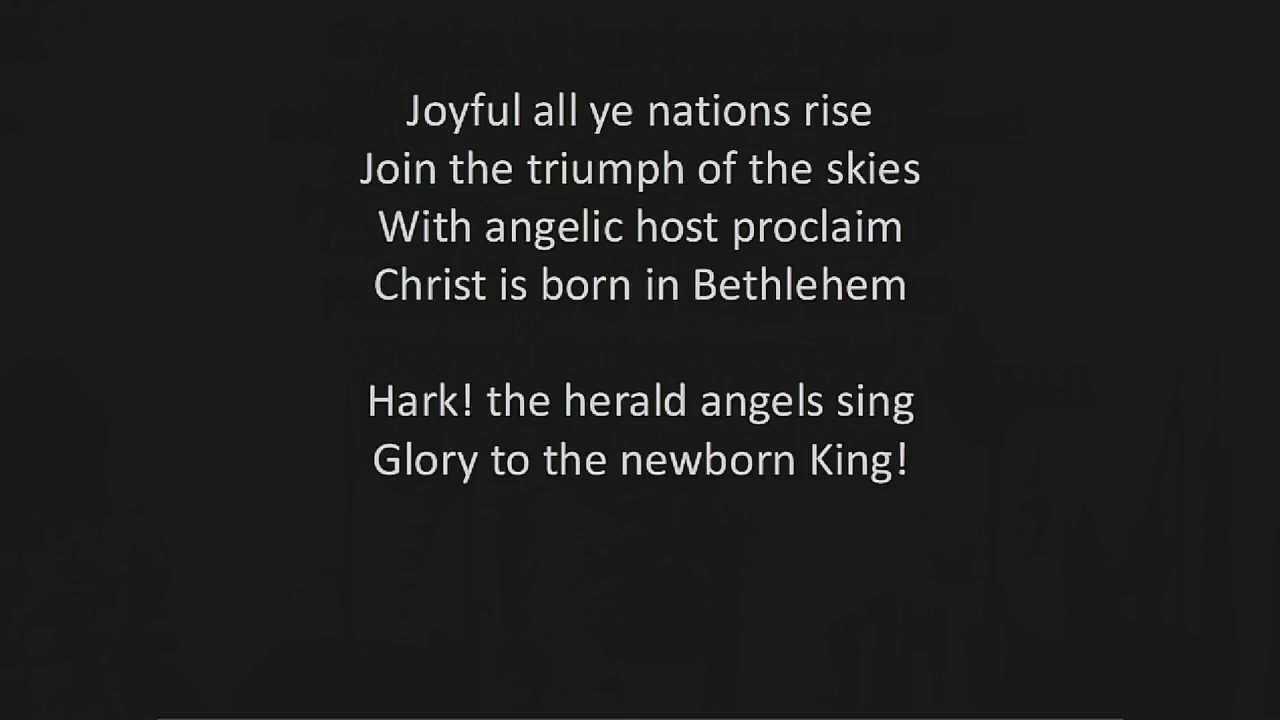 Joyful all ye nations rise
Join the triumph of the skies
With angelic host proclaim
Christ is born in Bethlehem
Hark! the herald angels sing
Glory to the newborn King!